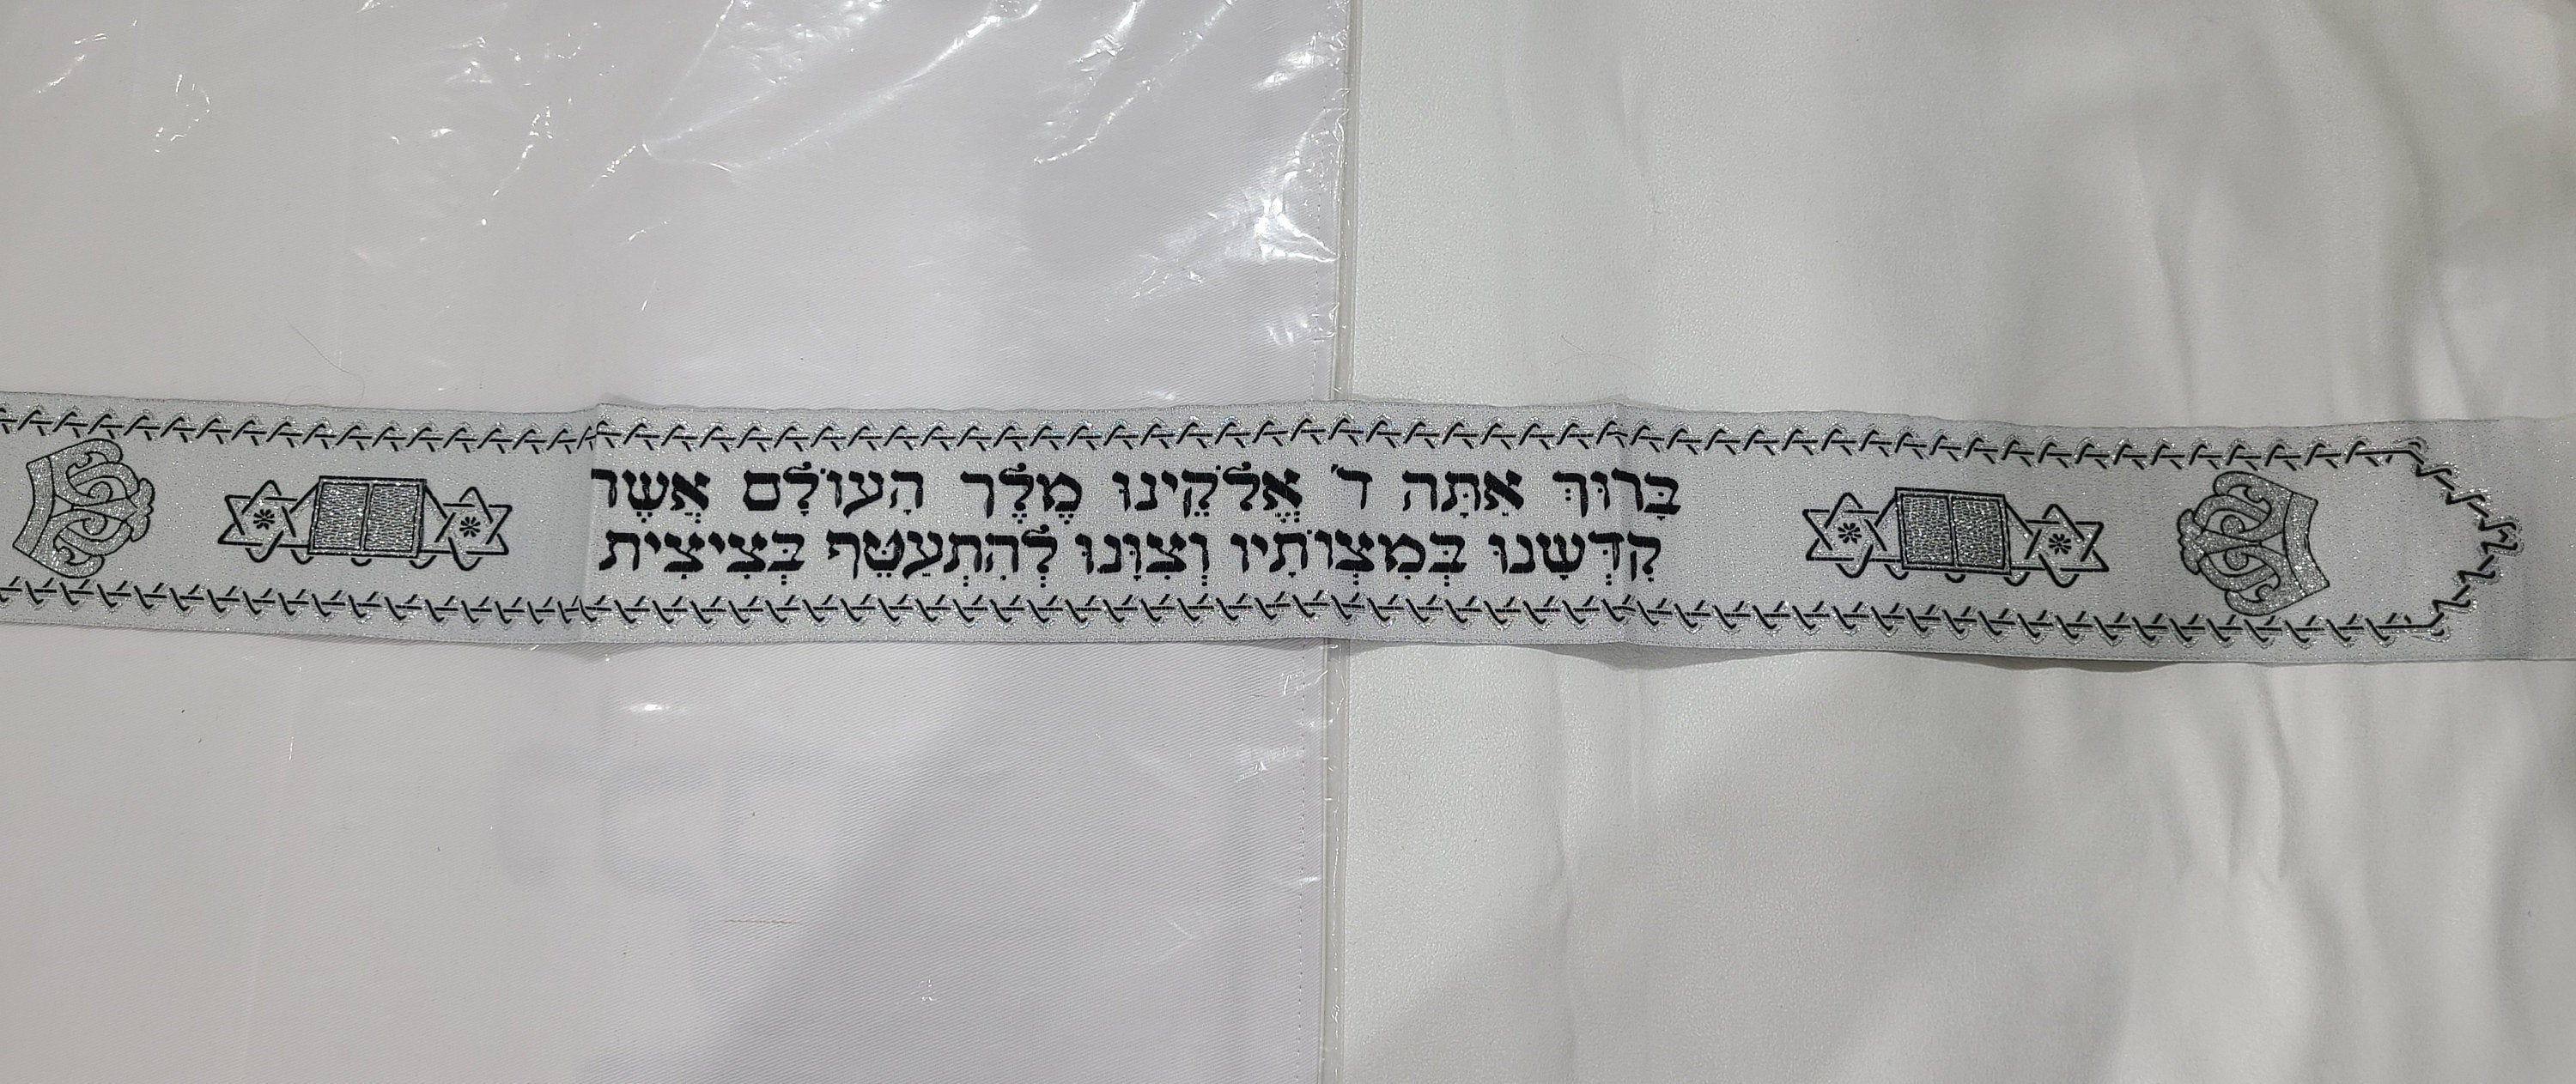 בָּרוּךְ אַתָּה ד' אֱלֹקֵינוּ מֶלֶךְ הָעוֹלָם אֲשֶׁר
קִדְּשָׁנוּ בְּמִצְוֹתָיו וְצִוָּנוּ לְהִתְעַטֵּף בְּצִיצִית